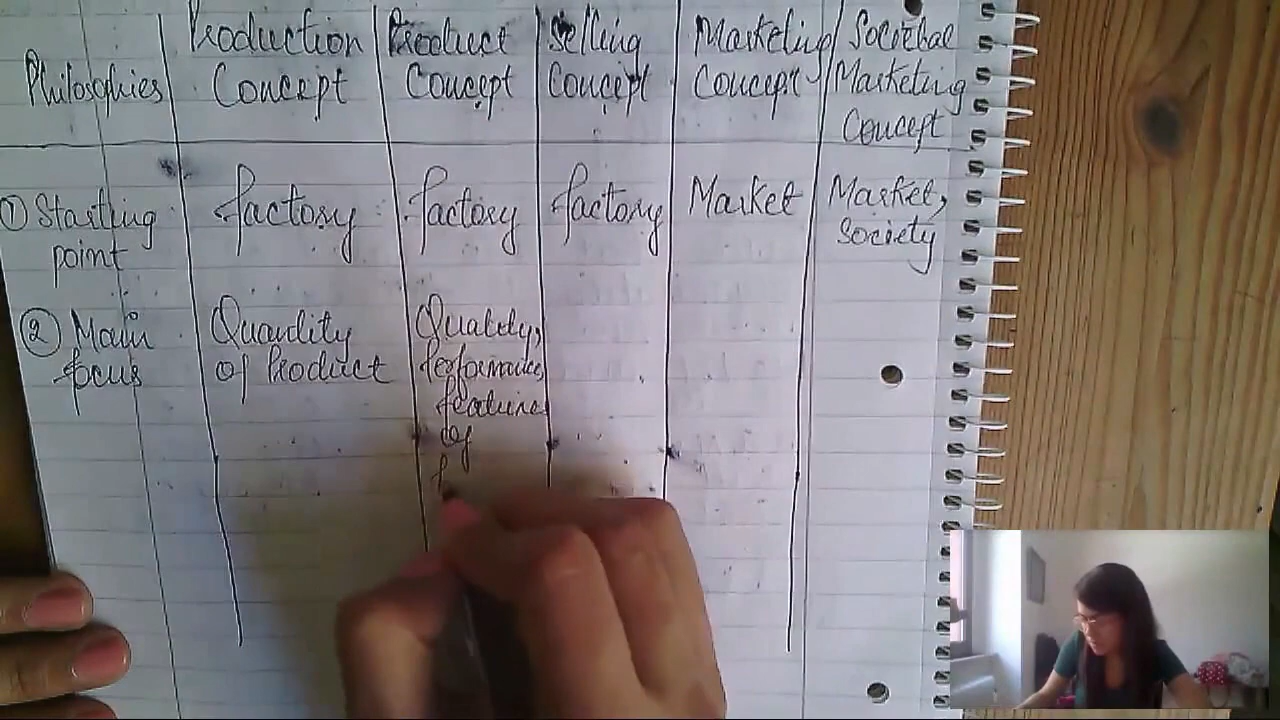 Philosophies
Production
Concept
Product
Concept
Selling
Concept
Marketing
Concept
Societal
Marketing
Concept
① Starting
point
factory
factory
factory
Market
Market,
Society
② Main
focus
Quantity
of Product
Quality,
performance,
features
of